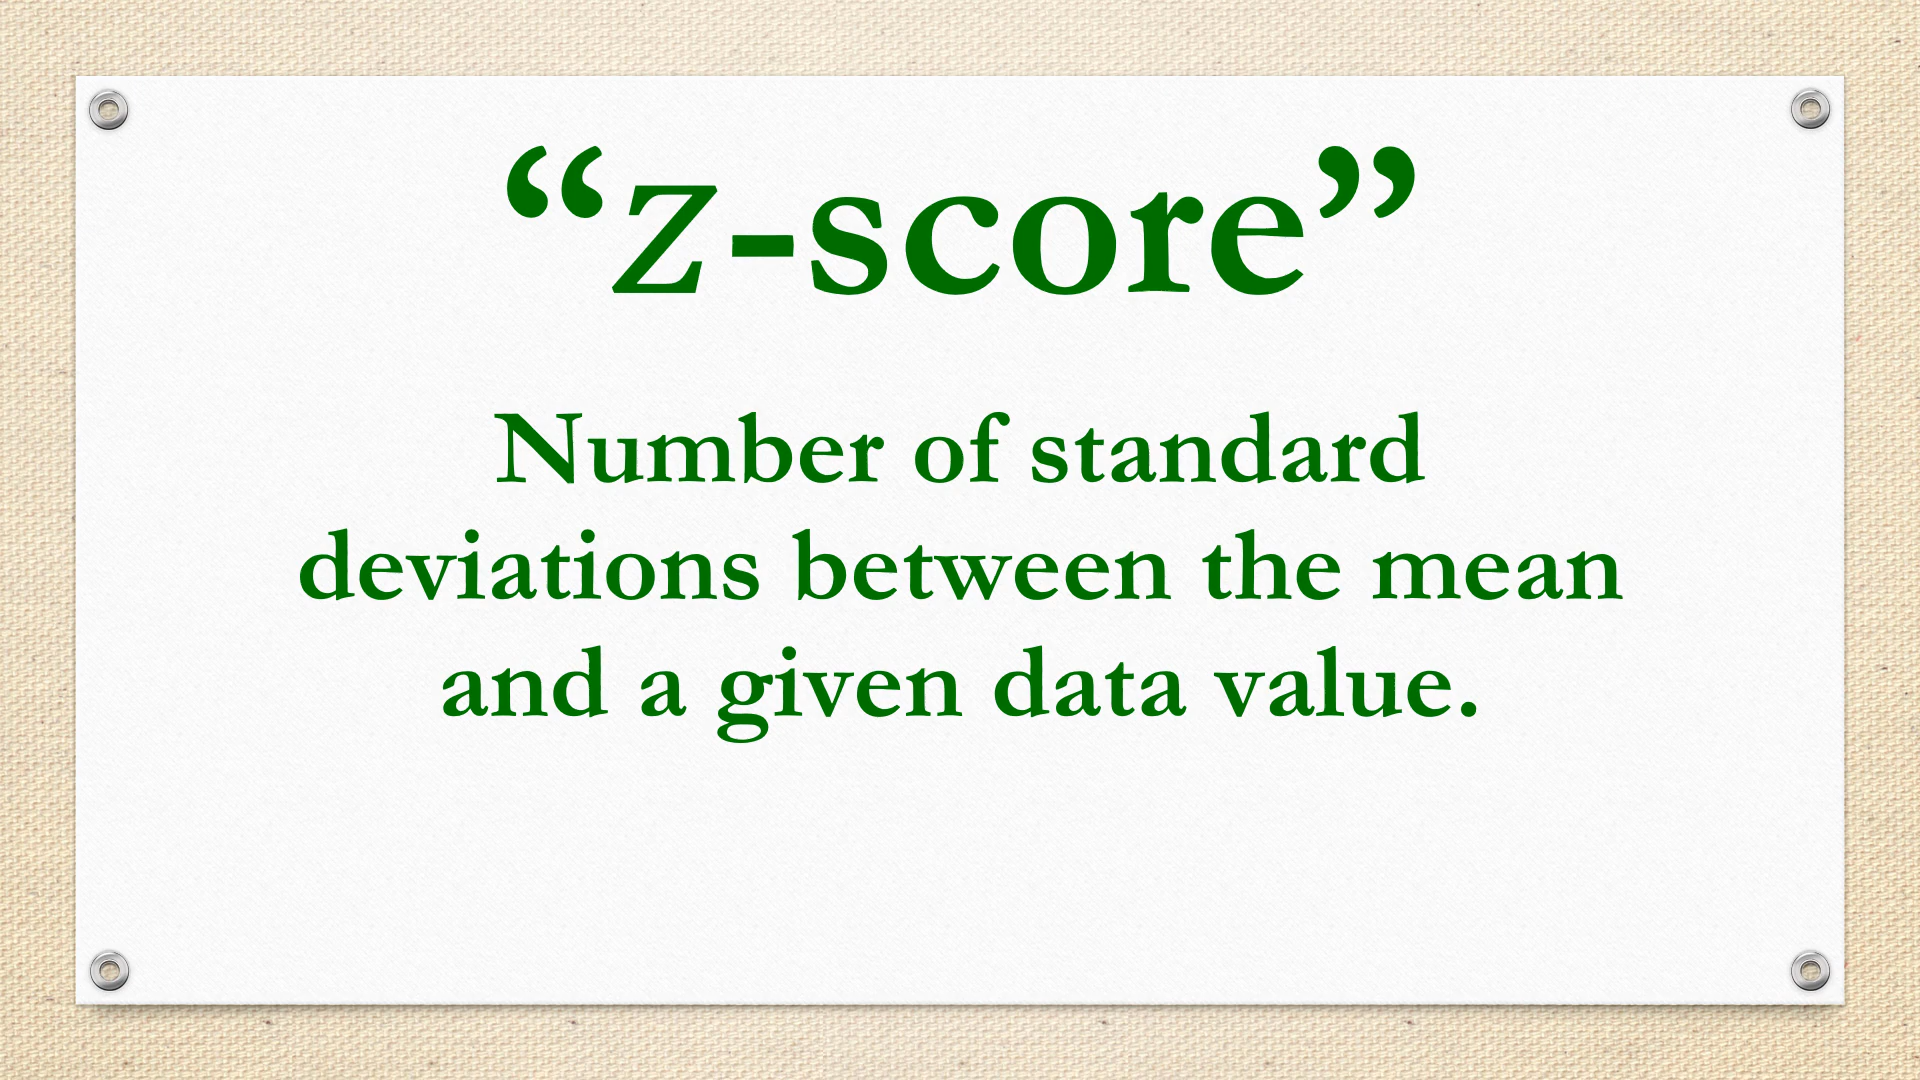 “z-score”
Number of standard
deviations between the mean
and a given data value.